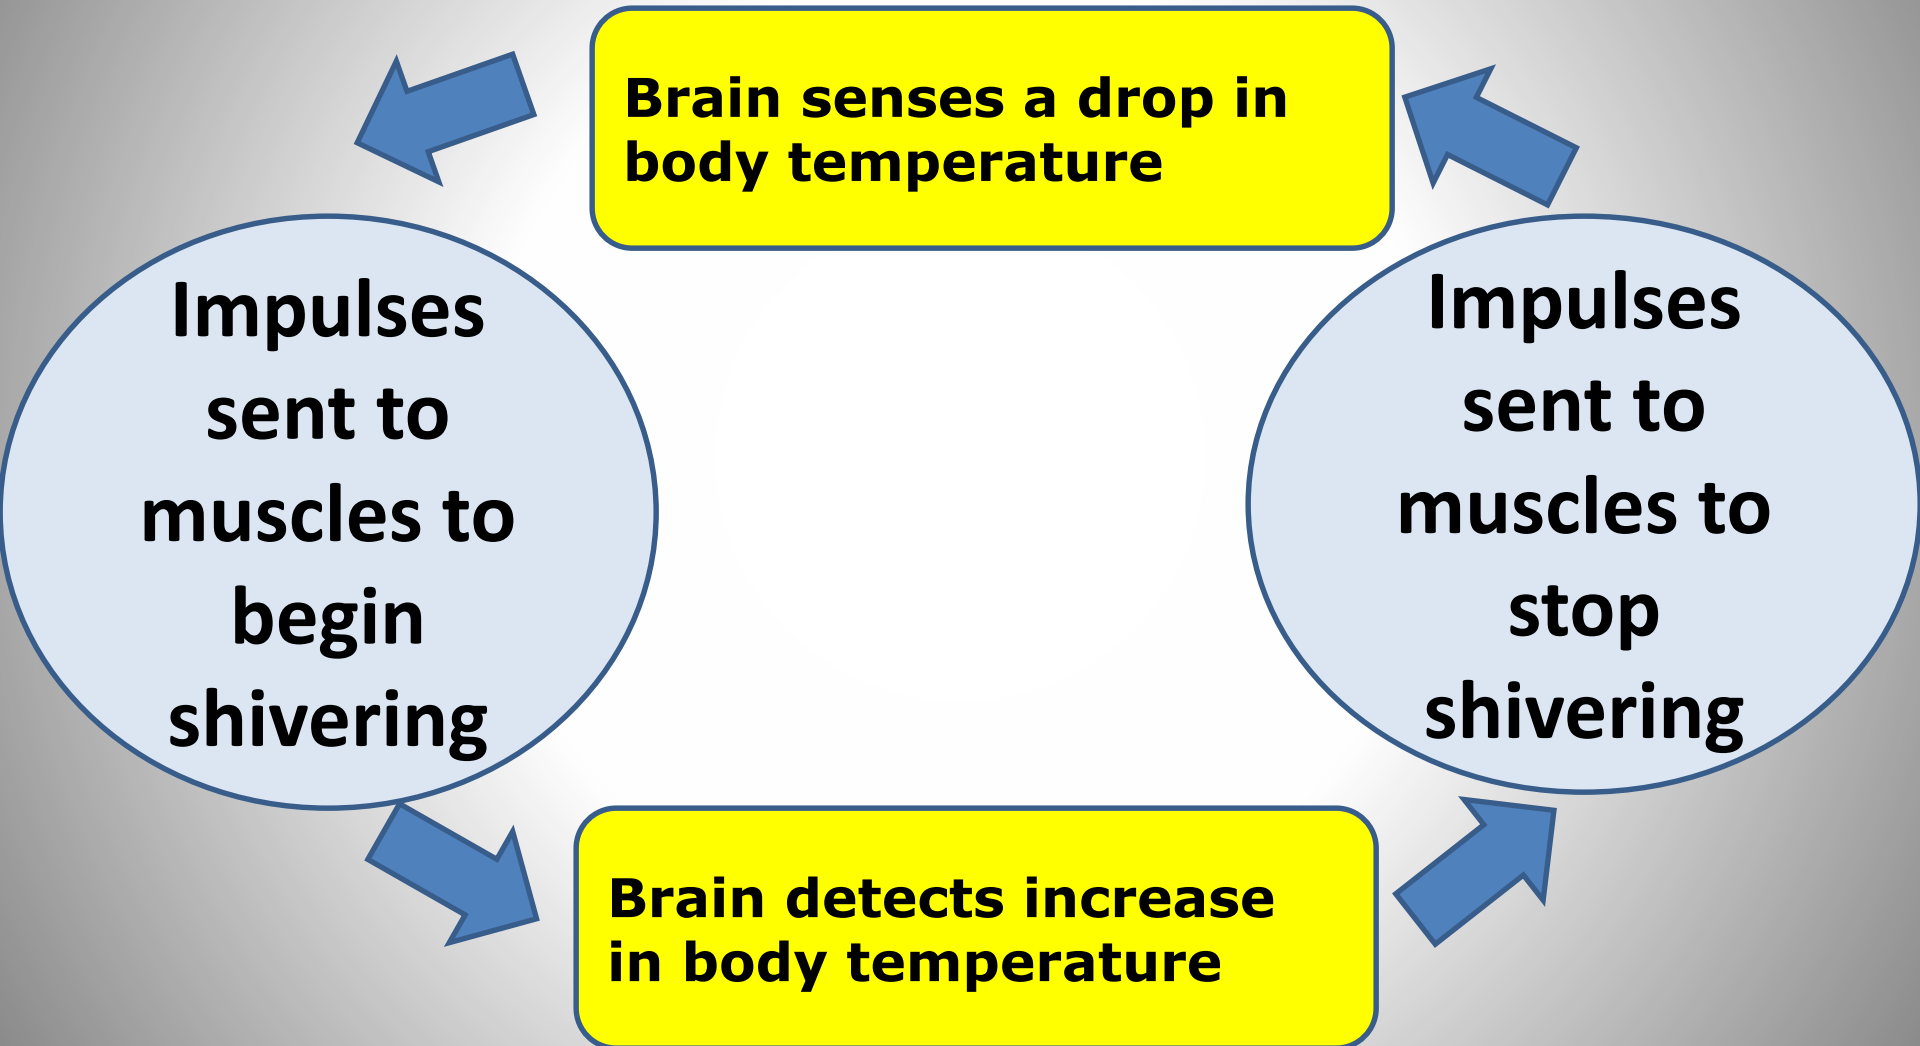 Brain senses a drop in
body temperature
Impulses
sent to
muscles to
begin
shivering
Impulses
sent to
muscles to
stop
shivering
Brain detects increase
in body temperature